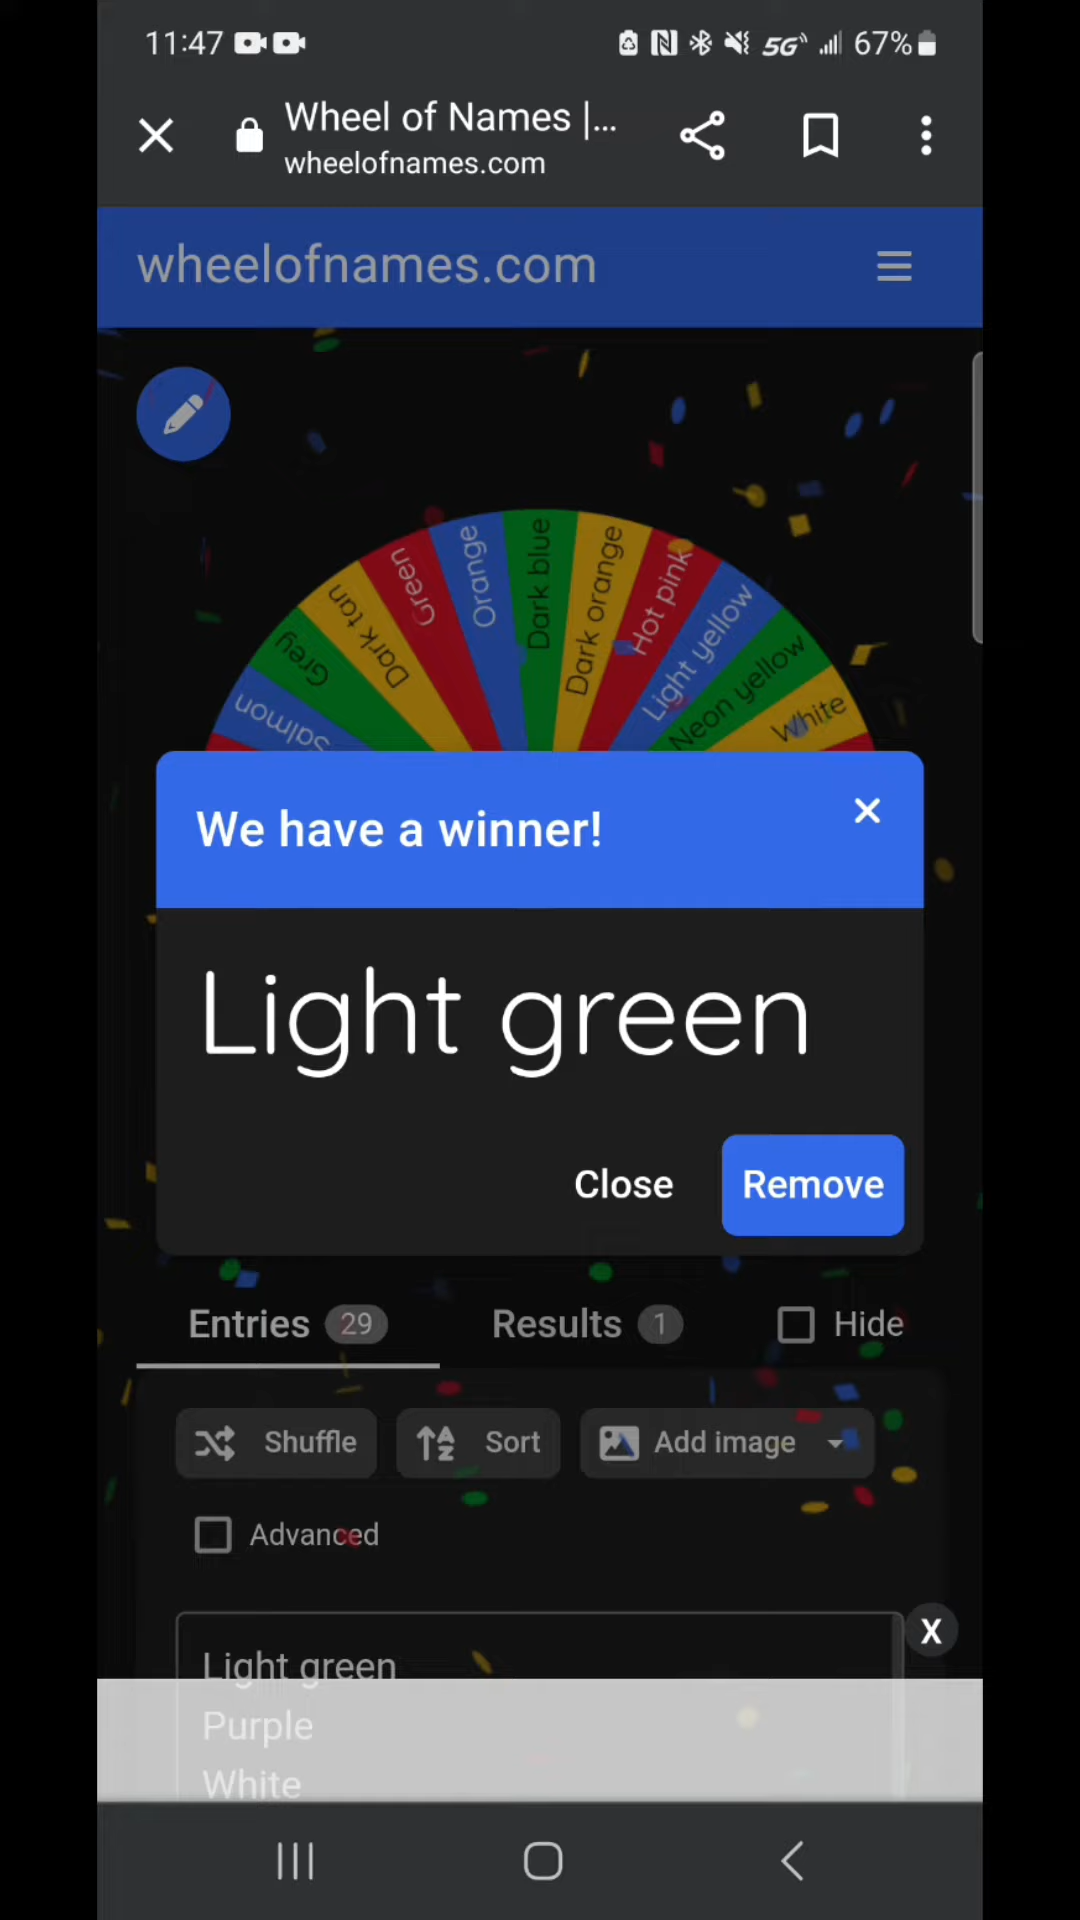 11:47 5G 67%
Wheel of Names |...
wheelofnames.com
wheelofnames.com
Salmon
Grey
Dark tan
Green
Orange
Dark blue
Dark orange
Hot pink
Light yellow
Neon yellow
White
We have a winner!
Light green
Close Remove
Entries 29 Results 1 Hide
Shuffle Sort Add image
Advanced
X
Light green
Purple
White